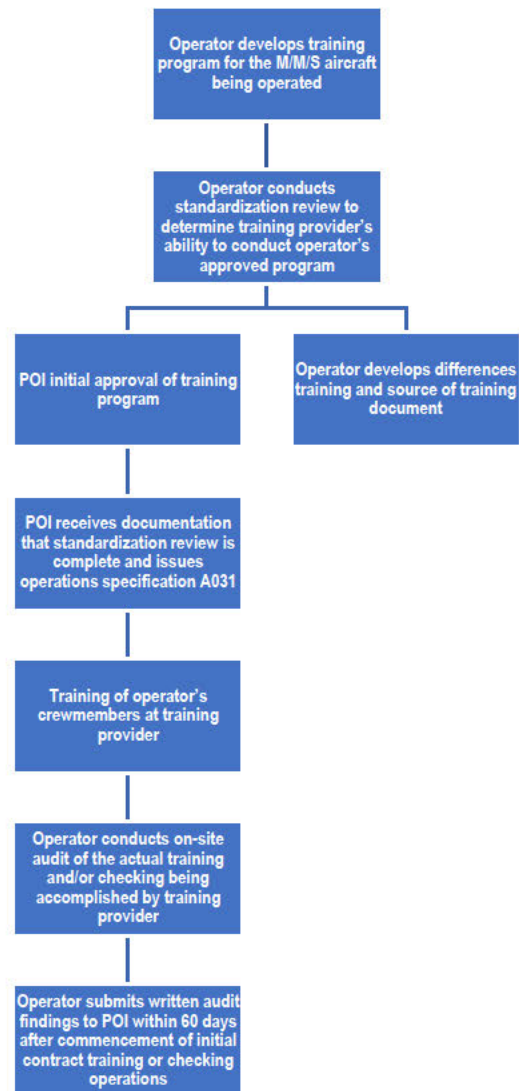 Operator develops training
program for the M/M/S aircraft
being operated
Operator conducts
standardization review to
determine training provider's
ability to conduct operator's
approved program
POI initial approval of training
program
Operator develops differences
training and source of training
document
POI receives documentation
that standardization review is
complete and issues
operations specification A031
Training of operator's
crewmembers at training
provider
Operator conducts on-site
audit of the actual training
and/or checking being
accomplished by training
provider
Operator submits written audit
findings to POI within 60 days
after commencement of initial
contract training or checking
operations